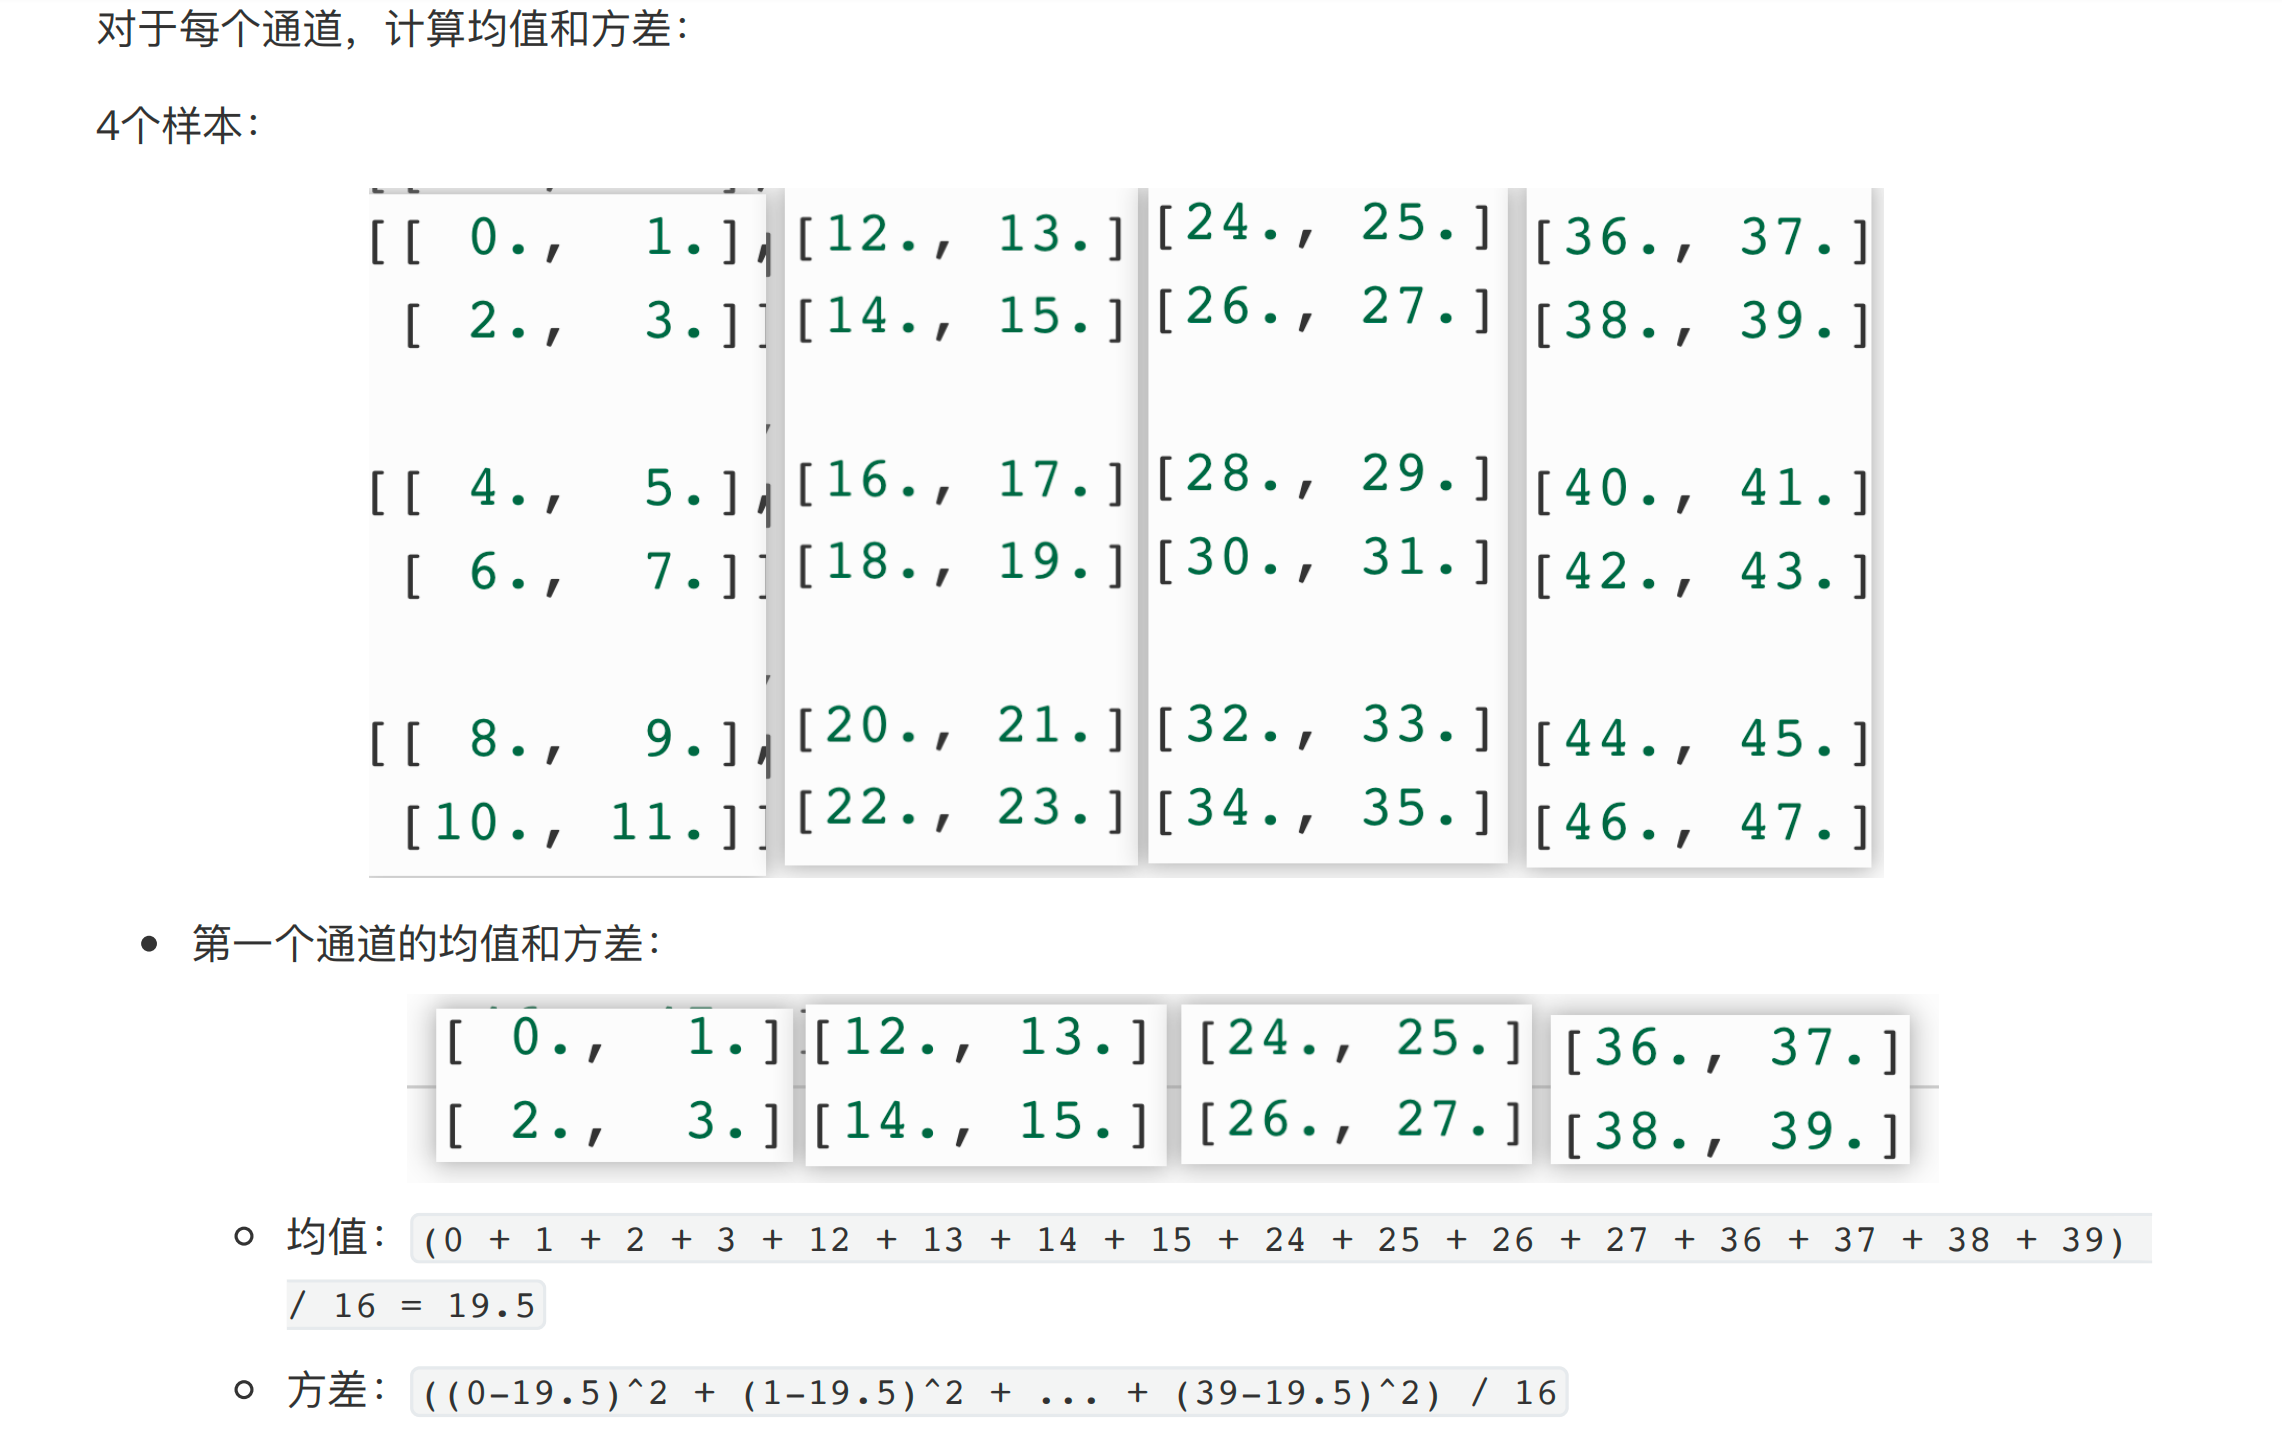 对于每个通道，计算均值和方差：
4个样本：
[[ 0., 1.], [12., 13.] [24., 25.] [36., 37.]
[ 2., 3.]] [14., 15.] [26., 27.] [38., 39.]
[[ 4., 5.], [16., 17.] [28., 29.] [40., 41.]
[ 6., 7.]] [18., 19.] [30., 31.] [42., 43.]
[[ 8., 9.], [20., 21.] [32., 33.] [44., 45.]
[10., 11.]] [22., 23.] [34., 35.] [46., 47.]
• 第一个通道的均值和方差：
[ 0., 1.] [12., 13.] [24., 25.] [36., 37.]
[ 2., 3.] [14., 15.] [26., 27.] [38., 39.]
均值：(0 + 1 + 2 + 3 + 12 + 13 + 14 + 15 + 24 + 25 + 26 + 27 + 36 + 37 + 38 + 39)
/ 16 = 19.5
方差：((0-19.5)^2 + (1-19.5)^2 + ... + (39-19.5)^2) / 16